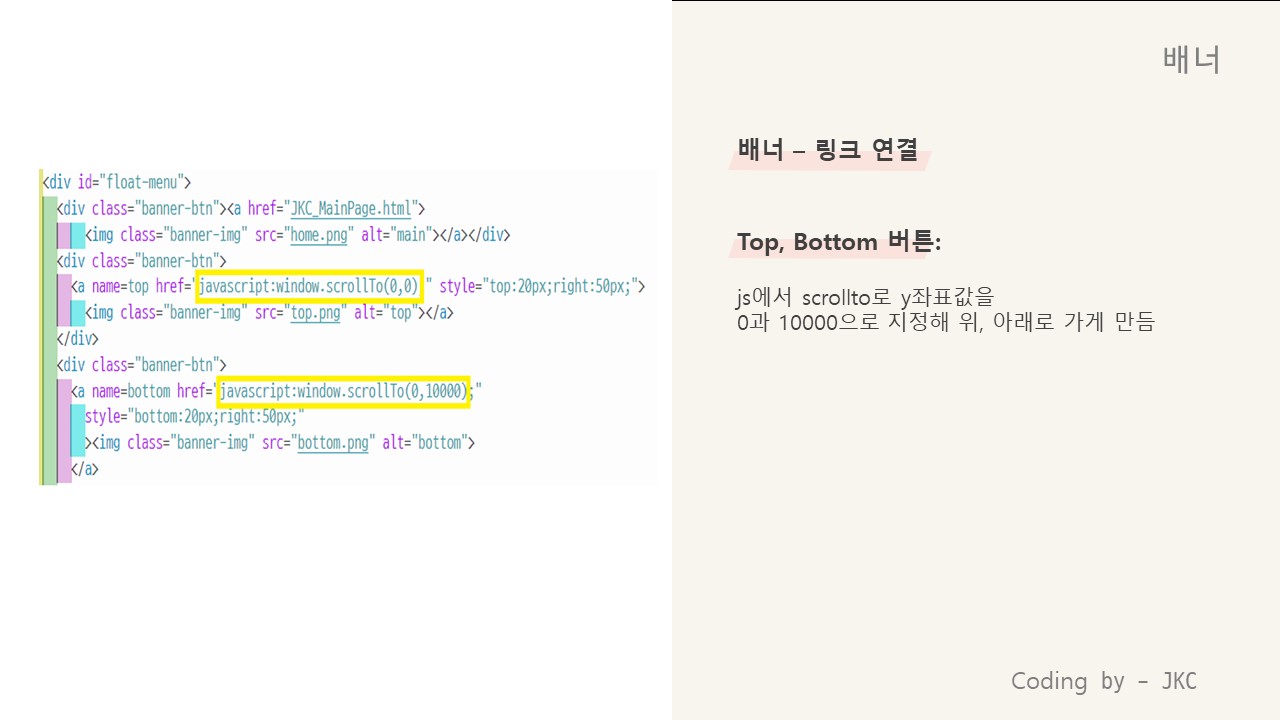 <div id="float-menu">
<div class="banner-btn"><a href="JKC_MainPage.html">
<img class="banner-img" src="home.png" alt="main"></a></div>
<div class="banner-btn">
<a name=top href="javascript:window.scrollTo(0,0) " style="top:20px;right:50px;">
<img class="banner-img" src="top.png" alt="top"></a>
</div>
<div class="banner-btn">
<a name=bottom href="javascript:window.scrollTo(0,10000);"
style="bottom:20px;right:50px;"
><img class="banner-img" src="bottom.png" alt="bottom">
</a>
배너
배너 – 링크 연결
Top, Bottom 버튼:
js에서 scrollto로 y좌표값을
0과 10000으로 지정해 위, 아래로 가게 만듬
Coding by – JKC